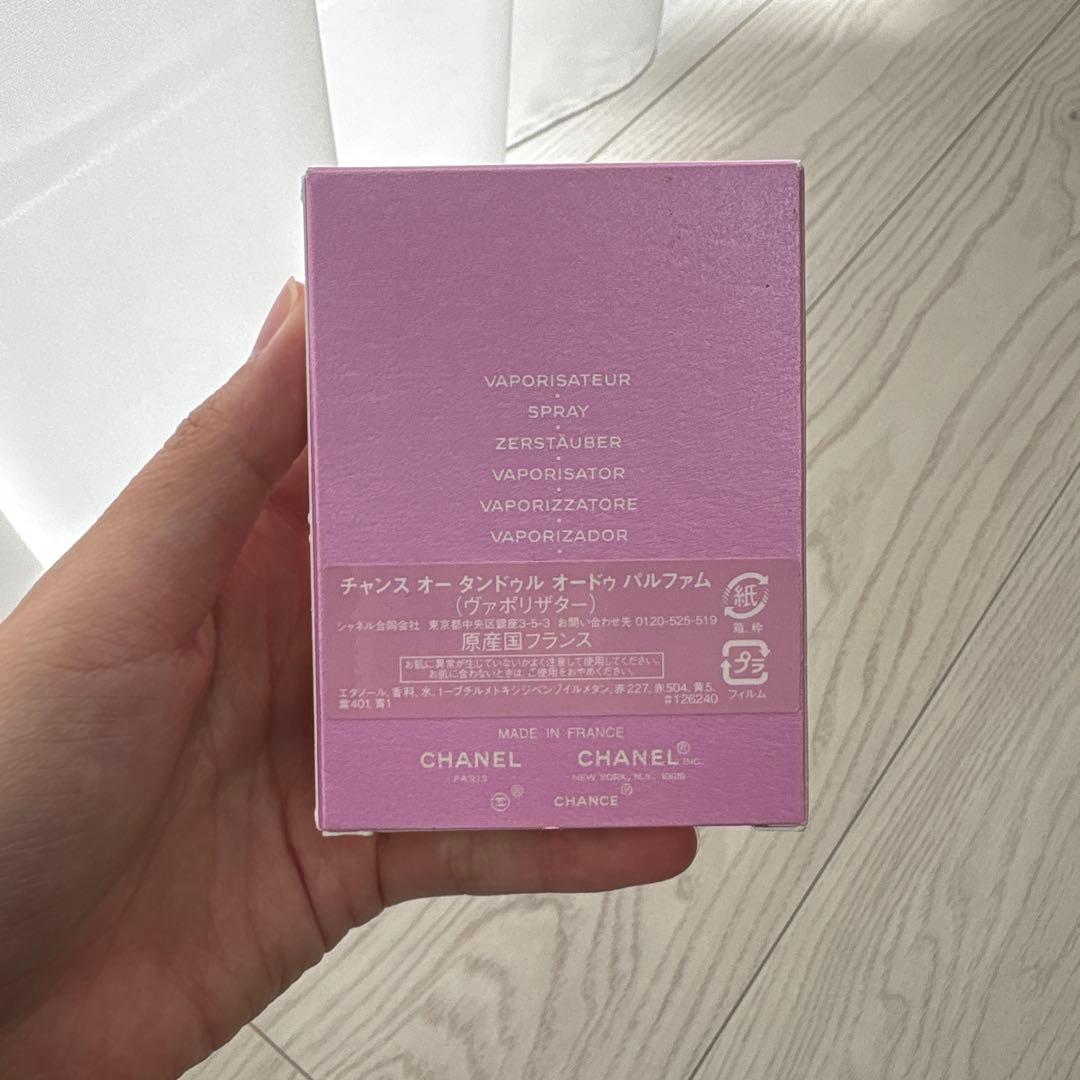 VAPORISATEUR
SPRAY
ZERSTÄUBER
VAPORISATOR
VAPORIZZATORE
VAPORIZADOR
チャンス オー タンドゥル オードゥ パルファム
(ヴァポリザター)
シャネル合同会社 東京都中央区銀座3-5-3 お問い合わせ先 0120-525-519
原産国フランス
お肌に異常が生じていないかよく注意して使用してください。
お肌に合わないときは、ご使用をおやめください。
エタノール、香料、水、t-ブチルメトキシジベンゾイルメタン、赤227、赤504、黄5、
紫401、青1 #126240
紙
箱、枠
プラ
フィルム
MADE IN FRANCE
CHANEL CHANEL® INC.
PARIS NEW YORK, N.Y. 10019
® CHANCE®